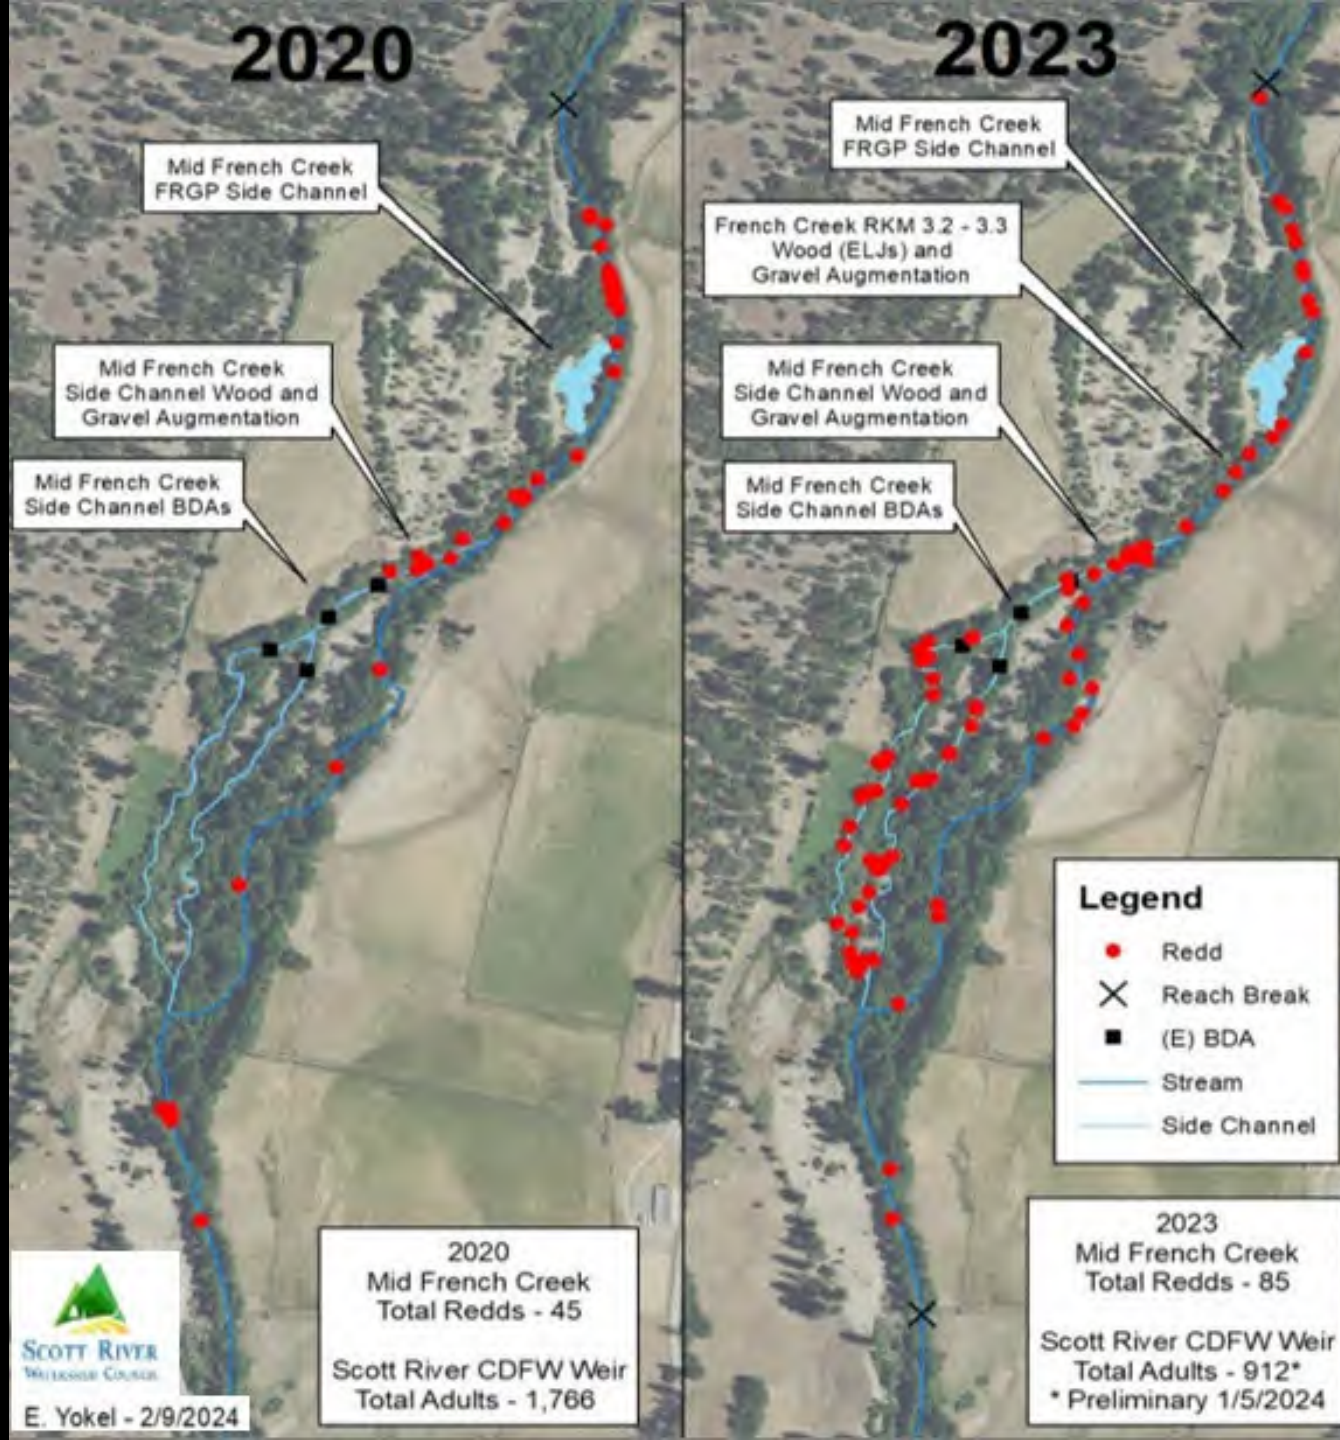 2020
Mid French Creek
FRGP Side Channel
Mid French Creek
Side Channel Wood and
Gravel Augmentation
Mid French Creek
Side Channel BDAs
2020
Mid French Creek
Total Redds - 45
Scott River CDFW Weir
Total Adults - 1,766
SCOTT RIVER
WATERSHED COUNCIL
E. Yokel - 2/9/2024
2023
Mid French Creek
FRGP Side Channel
French Creek RKM 3.2 - 3.3
Wood (ELJs) and
Gravel Augmentation
Mid French Creek
Side Channel Wood and
Gravel Augmentation
Mid French Creek
Side Channel BDAs
Legend
Redd
Reach Break
(E) BDA
Stream
Side Channel
2023
Mid French Creek
Total Redds - 85
Scott River CDFW Weir
Total Adults - 912*
* Preliminary 1/5/2024